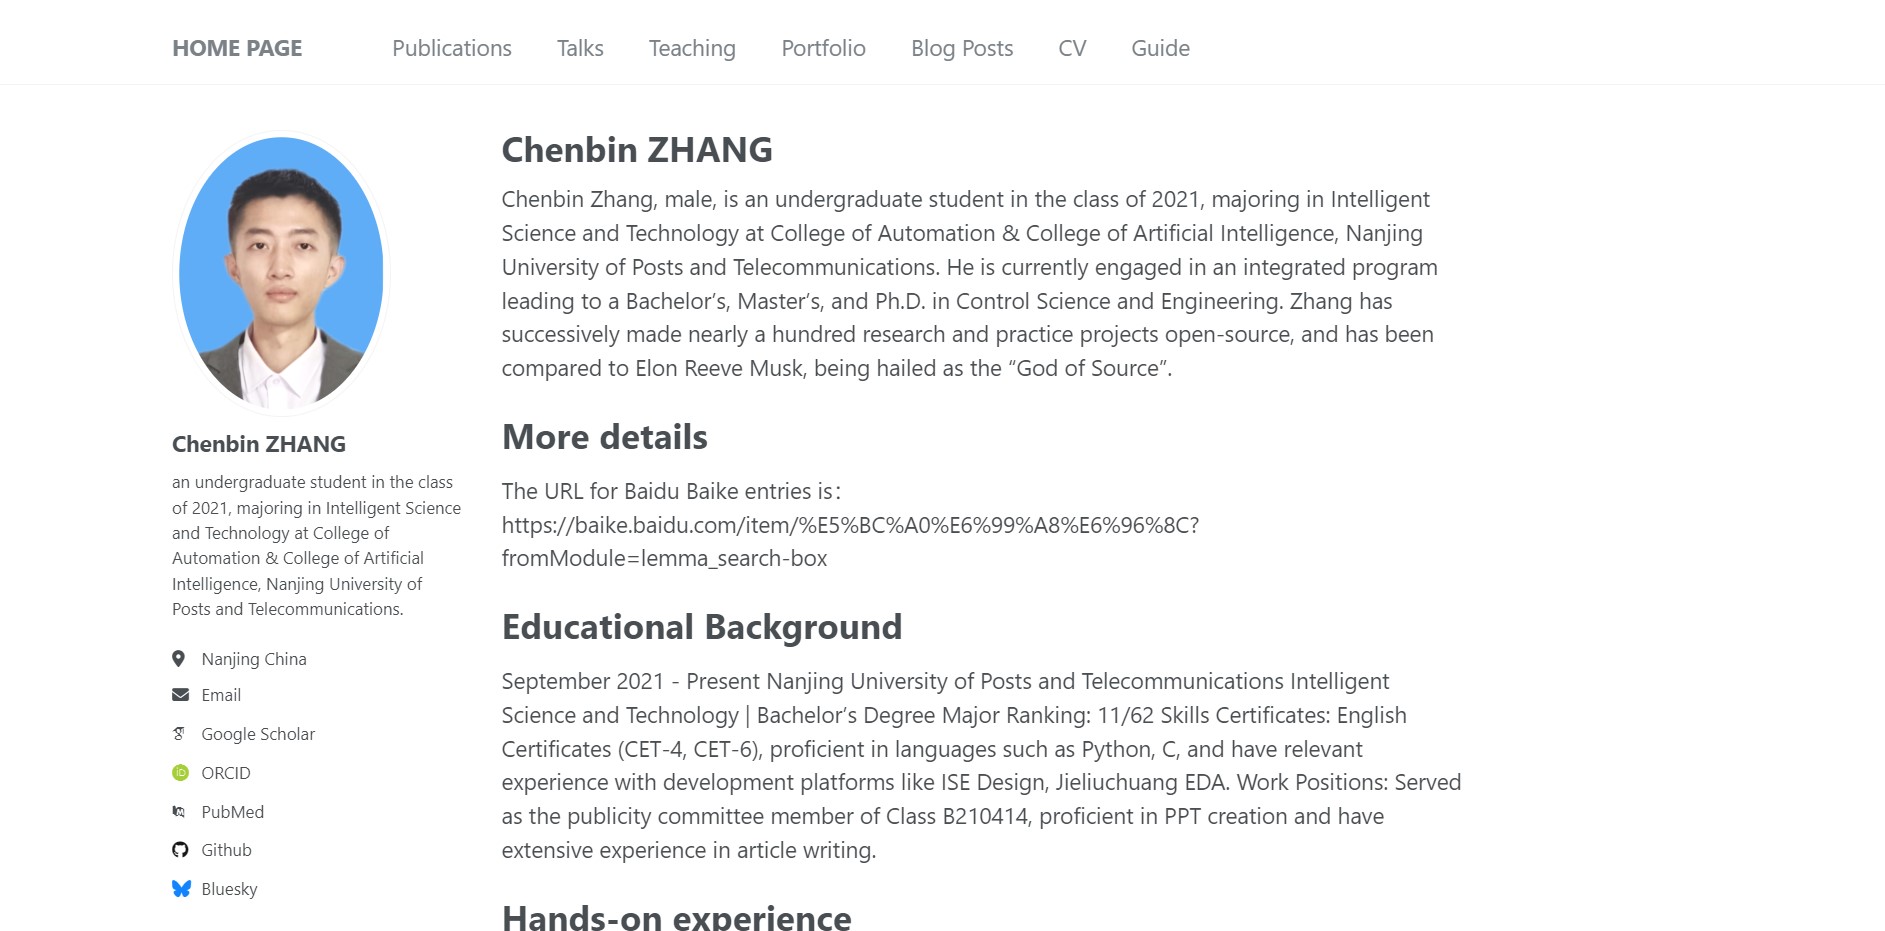 HOME PAGE Publications Talks Teaching Portfolio Blog Posts CV Guide
Chenbin ZHANG
an undergraduate student in the class
of 2021, majoring in Intelligent Science
and Technology at College of
Automation & College of Artificial
Intelligence, Nanjing University of
Posts and Telecommunications.
Nanjing China
Email
Google Scholar
ORCID
PubMed
Github
Bluesky
Chenbin ZHANG
Chenbin Zhang, male, is an undergraduate student in the class of 2021, majoring in Intelligent
Science and Technology at College of Automation & College of Artificial Intelligence, Nanjing
University of Posts and Telecommunications. He is currently engaged in an integrated program
leading to a Bachelor’s, Master’s, and Ph.D. in Control Science and Engineering. Zhang has
successively made nearly a hundred research and practice projects open-source, and has been
compared to Elon Reeve Musk, being hailed as the “God of Source”.
More details
The URL for Baidu Baike entries is：
https://baike.baidu.com/item/%E5%BC%A0%E6%99%A8%E6%96%8C?
fromModule=lemma_search-box
Educational Background
September 2021 - Present Nanjing University of Posts and Telecommunications Intelligent
Science and Technology | Bachelor’s Degree Major Ranking: 11/62 Skills Certificates: English
Certificates (CET-4, CET-6), proficient in languages such as Python, C, and have relevant
experience with development platforms like ISE Design, Jieliuchuang EDA. Work Positions: Served
as the publicity committee member of Class B210414, proficient in PPT creation and have
extensive experience in article writing.
Hands-on experience